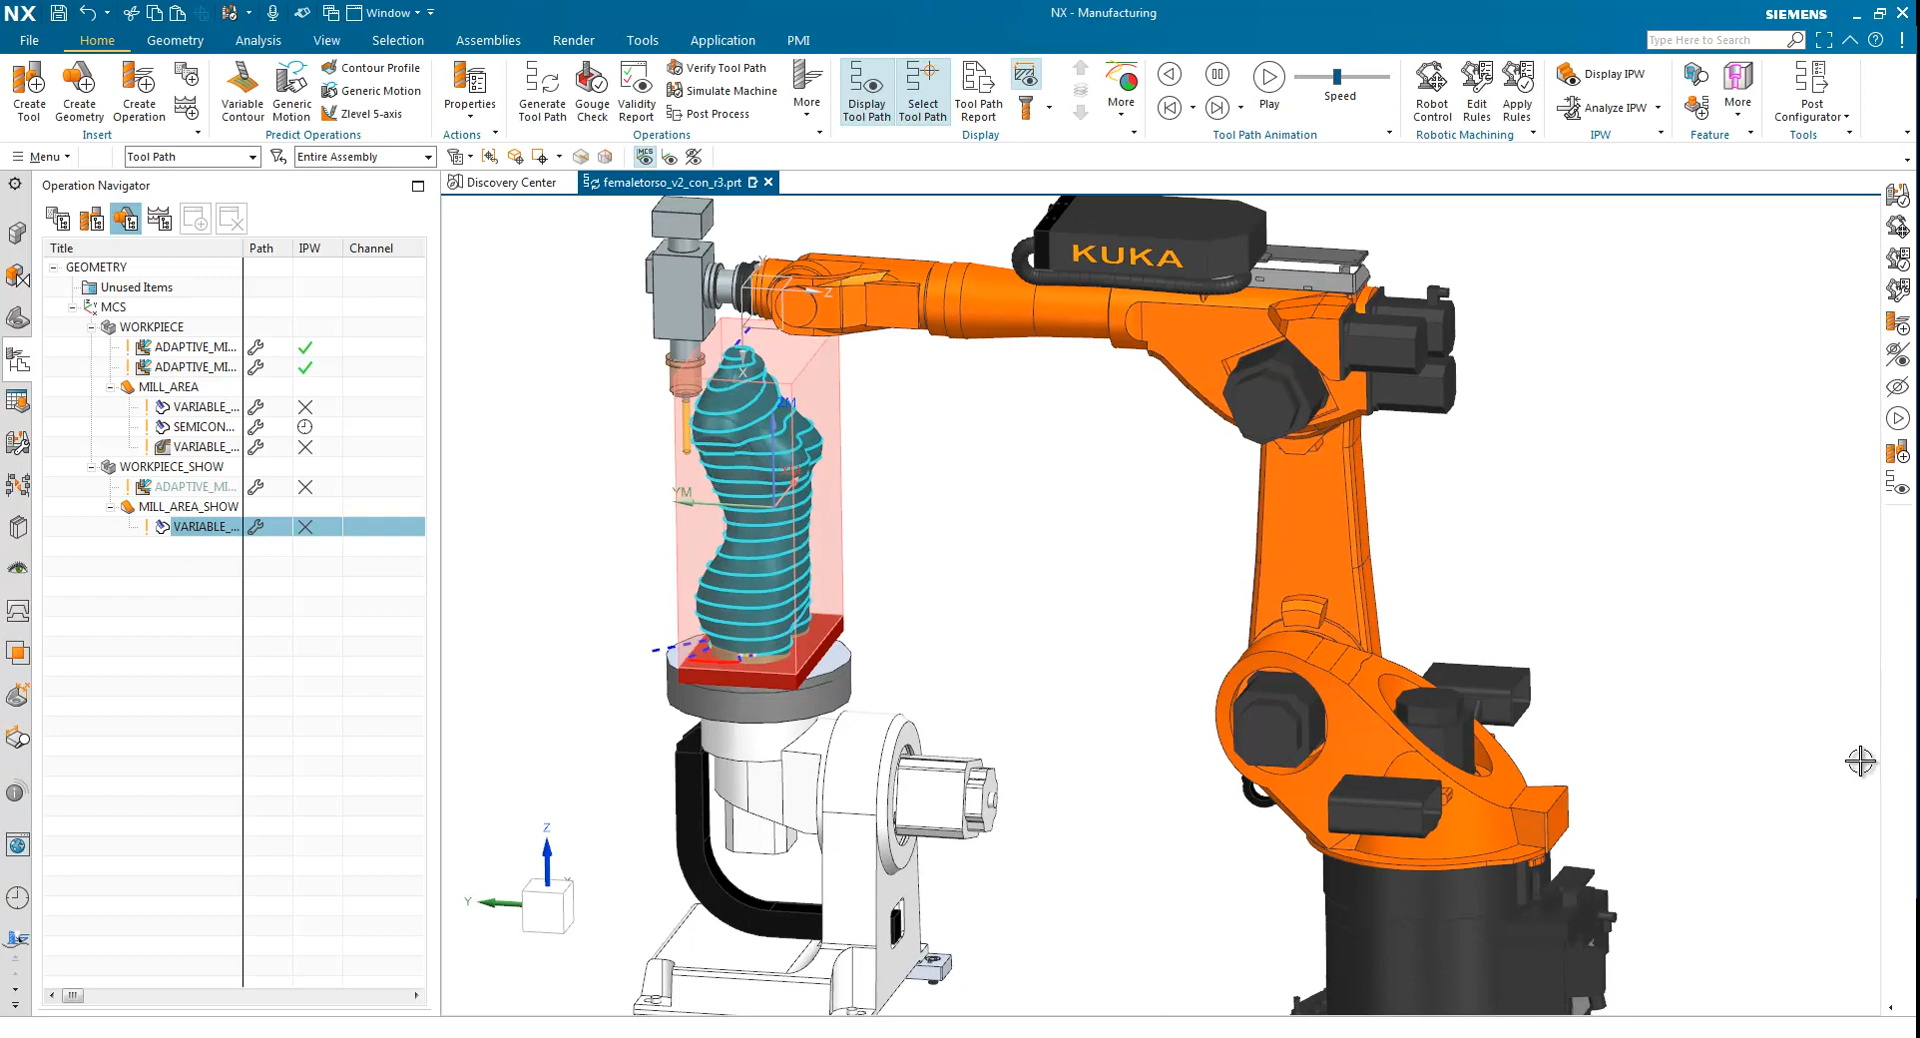 NX
Window
NX - Manufacturing
SIEMENS
File Home Geometry Analysis View Selection Assemblies Render Tools Application PMI
Type Here to Search
Create Tool
Create Geometry
Create Operation
Insert
Variable Contour
Generic Motion
Contour Profile
Generic Motion
Zlevel 5-axis
Predict Operations
Properties
Actions
Generate Tool Path
Gouge Check
Validity Report
Verify Tool Path
Simulate Machine
Post Process
More
Operations
Display Tool Path
Select Tool Path
Tool Path Report
More
Display
Play
Speed
Tool Path Animation
Robot Control
Edit Rules
Apply Rules
Robotic Machining
Display IPW
Analyze IPW
IPW
More
Feature
Post Configurator
Tools
Menu
Tool Path
Entire Assembly
MCS
Operation Navigator
Discovery Center
femaletorso_v2_con_r3.prt
Title Path IPW Channel
GEOMETRY
Unused Items
MCS
WORKPIECE
ADAPTIVE_MI...
ADAPTIVE_MI...
MILL_AREA
VARIABLE_...
SEMICON...
VARIABLE_...
WORKPIECE_SHOW
ADAPTIVE_MI...
MILL_AREA_SHOW
VARIABLE_...
KUKA
Y
Z
X
ZM
YM
Z
Y